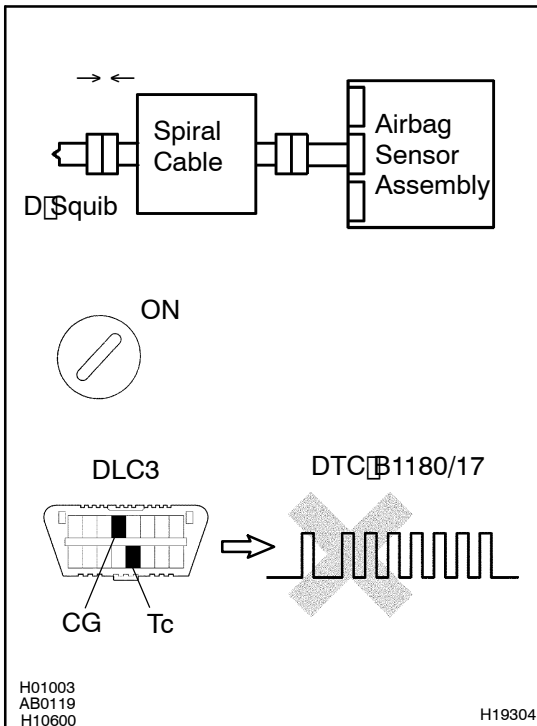 Spiral
Cable
Airbag
Sensor
Assembly
D▯Squib
ON
DLC3
DTC▯B1180/17
CG
Tc
H01003
AB0119
H10600
H19304